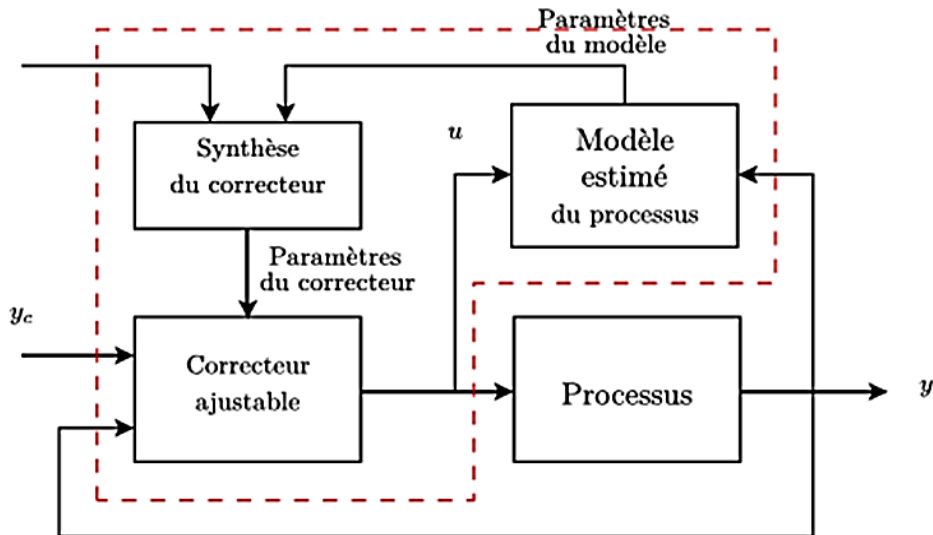 Paramètres
du modèle
u
Synthèse
du correcteur
Modèle
estimé
du processus
Paramètres
du correcteur
y_c
Correcteur
ajustable
Processus
y